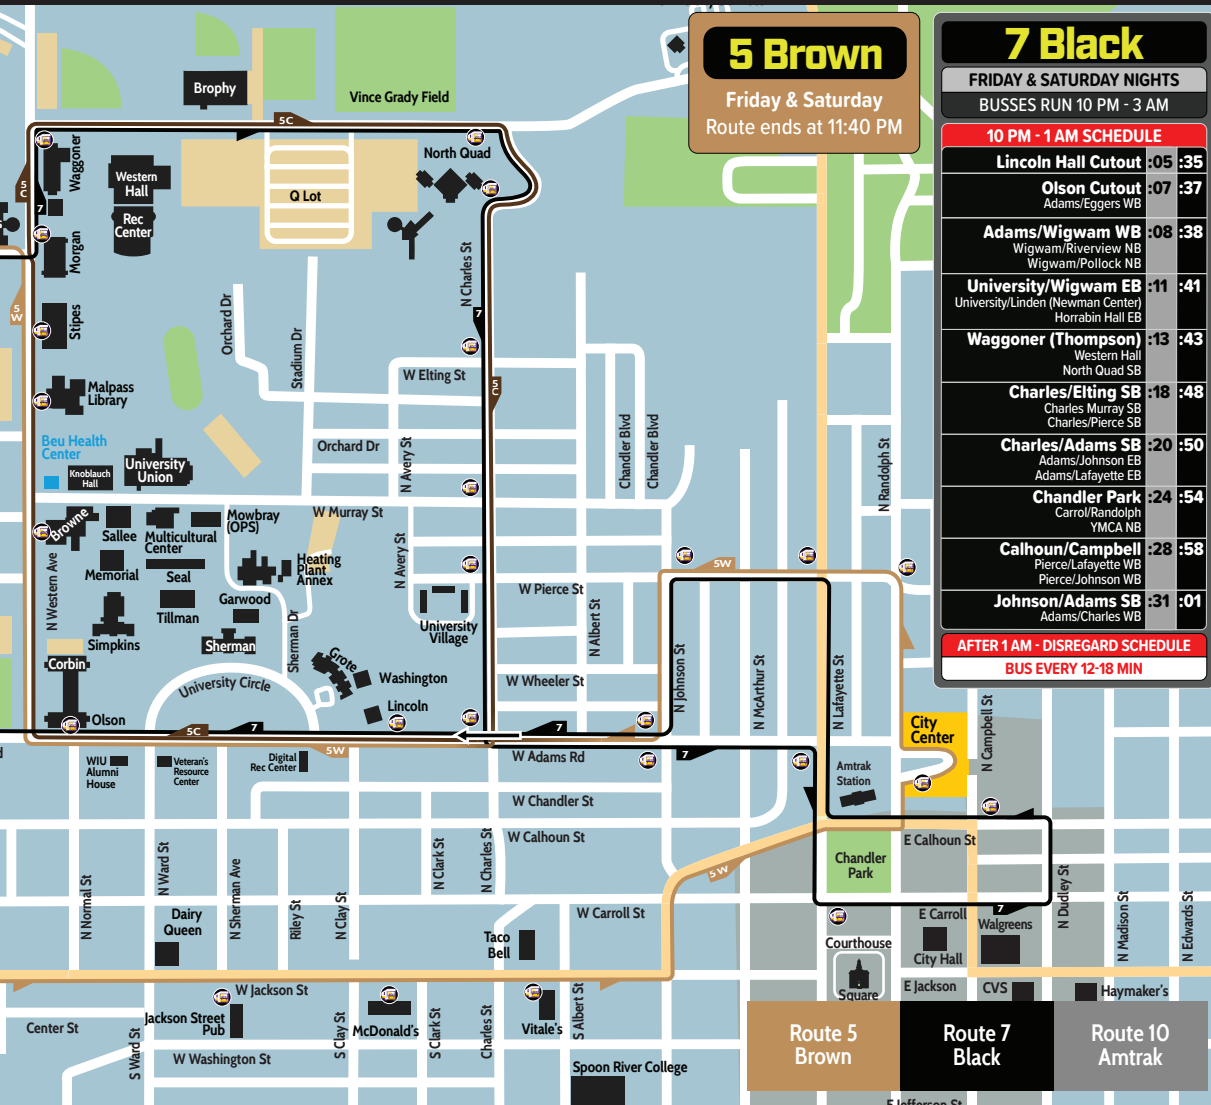 5 Brown
Friday & Saturday
Route ends at 11:40 PM
7 Black
FRIDAY & SATURDAY NIGHTS
BUSSES RUN 10 PM - 3 AM
10 PM - 1 AM SCHEDULE
Lincoln Hall Cutout :05 :35
Olson Cutout :07 :37
Adams/Eggers WB
Adams/Wigwam WB :08 :38
Wigwam/Riverview NB
Wigwam/Pollock NB
University/Wigwam EB :11 :41
University/Linden (Newman Center)
Horrabin Hall EB
Waggoner (Thompson) :13 :43
Western Hall
North Quad SB
Charles/Elting SB :18 :48
Charles Murray SB
Charles/Pierce SB
Charles/Adams SB :20 :50
Adams/Johnson EB
Adams/Lafayette EB
Chandler Park :24 :54
Carrol/Randolph
YMCA NB
Calhoun/Campbell :28 :58
Pierce/Lafayette WB
Pierce/Johnson WB
Johnson/Adams SB :31 :01
Adams/Charles WB
AFTER 1 AM - DISREGARD SCHEDULE
BUS EVERY 12-18 MIN
Brophy
Vince Grady Field
5C
Waggoner
Western
Hall
Rec
Center
Q Lot
North Quad
5
C
7
Morgan
N Charles St
5
W
Stipes
Orchard Dr
Stadium Dr
7
W Elting St
5
C
Malpass
Library
Beu Health
Center
Knoblauch
Hall
University
Union
Orchard Dr
N Avery St
Chandler Blvd
Chandler Blvd
N Randolph St
Browne
Sallee
Multicultural
Center
Mowbray
(OPS)
W Murray St
Memorial
Seal
Heating
Plant
Annex
N Avery St
N Western Ave
Tillman
Garwood
W Pierce St
5W
Simpkins
Sherman
Sherman Dr
University
Village
N Albert St
Corbin
Grote
Washington
W Wheeler St
N Johnson St
N McArthur St
N Lafayette St
University Circle
Lincoln
Olson
5C
7
7
5W
7
City
Center
N Campbell St
WIU
Alumni
House
Veteran's
Resource
Center
Digital
Rec Center
W Adams Rd
Amtrak
Station
W Chandler St
W Calhoun St
E Calhoun St
N Normal St
N Ward St
N Sherman Ave
Riley St
N Clay St
N Clark St
N Charles St
5W
Chandler
Park
N Dudley St
N Madison St
N Edwards St
Dairy
Queen
W Carroll St
E Carroll
7
Walgreens
Taco
Bell
Courthouse
City Hall
W Jackson St
Square
E Jackson
CVS
Haymaker's
Center St
Jackson Street
Pub
McDonald's
Vitale's
S Ward St
S Clay St
S Clark St
Charles St
S Albert St
W Washington St
Spoon River College
Route 5
Brown
Route 7
Black
Route 10
Amtrak